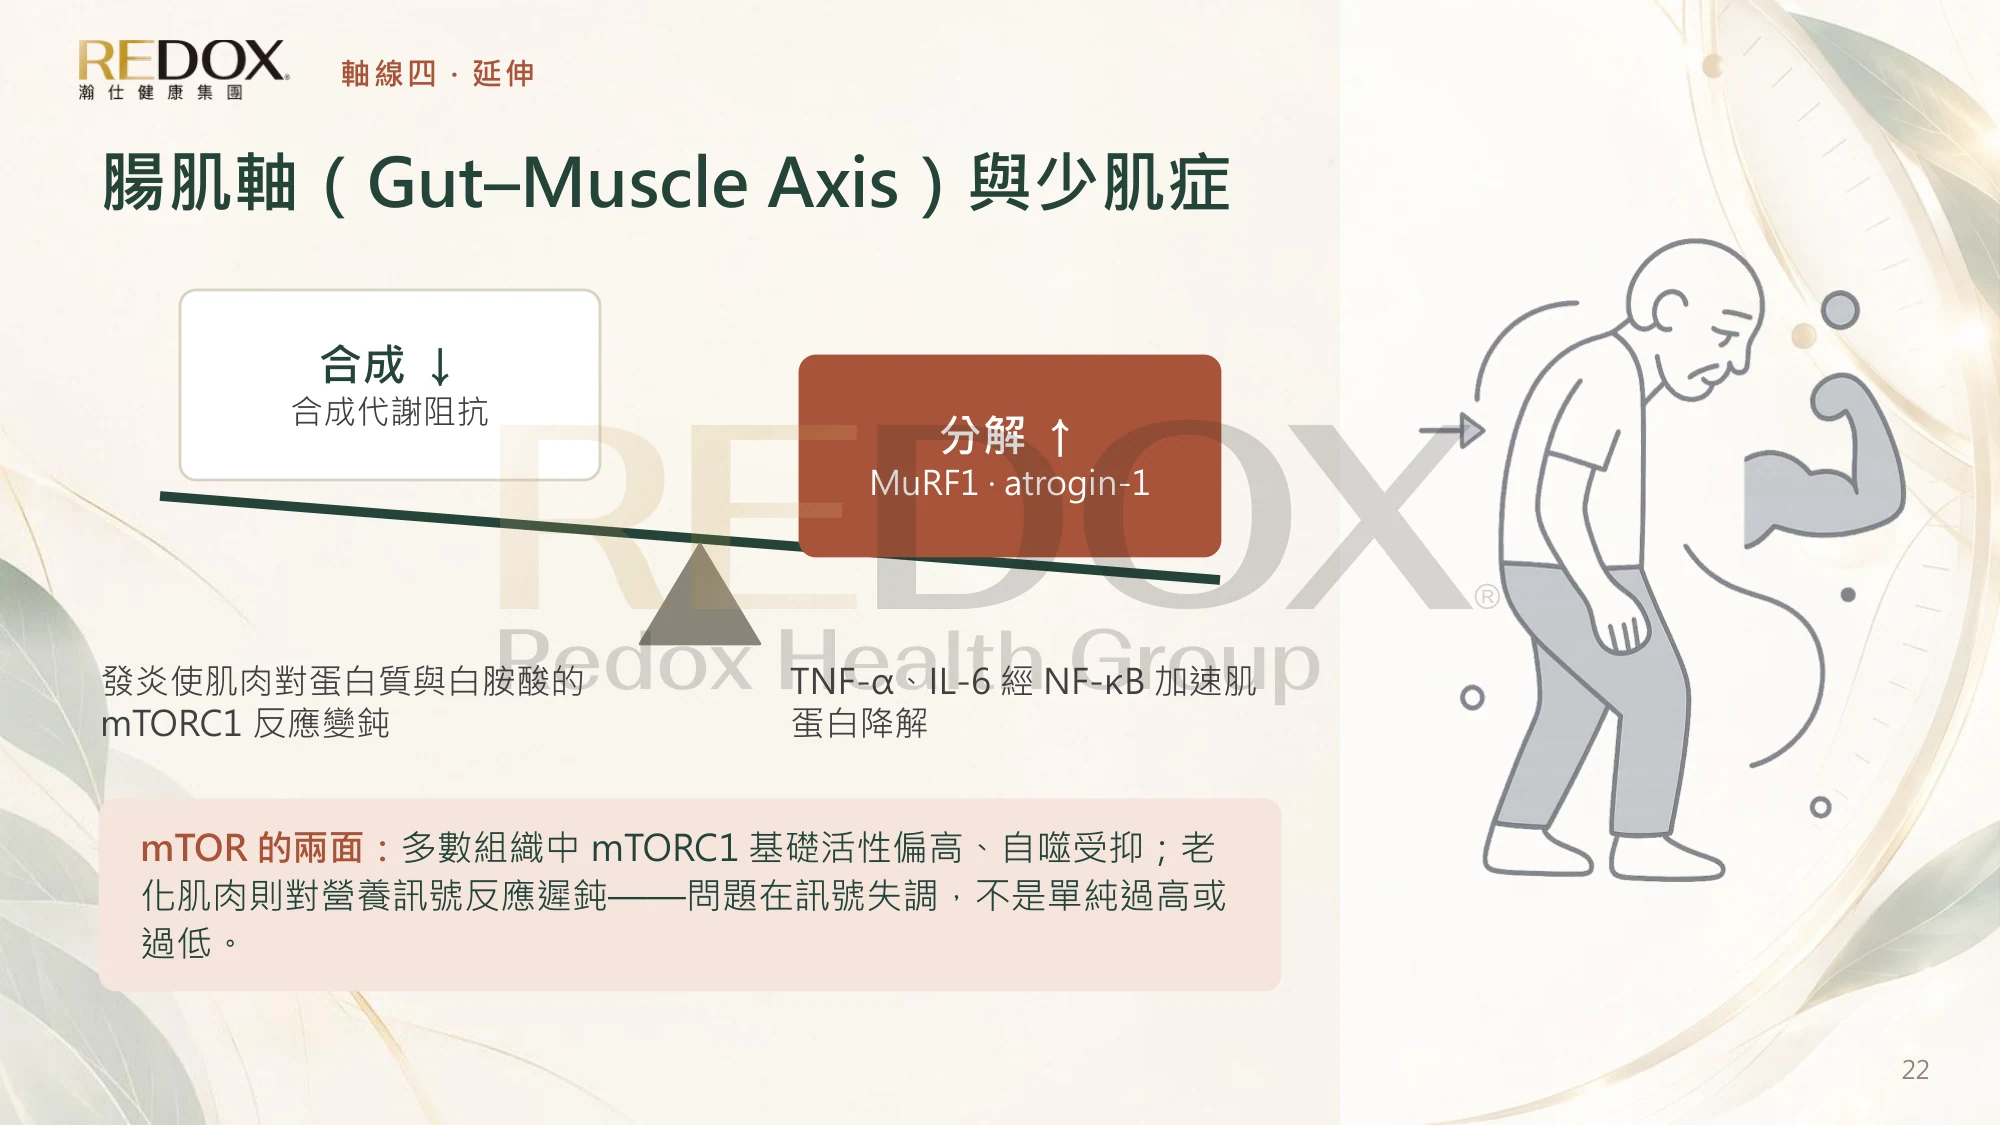 REDOX®
瀚仕健康集團
軸線四·延伸
腸肌軸（Gut–Muscle Axis）與少肌症
合成 ↓
合成代謝阻抗
分解 ↑
MuRF1 · atrogin-1
REDOX®
Redox Health Group
發炎使肌肉對蛋白質與白胺酸的
mTORC1 反應變鈍
TNF-α、IL-6 經 NF-κB 加速肌
蛋白降解
mTOR 的兩面：多數組織中 mTORC1 基礎活性偏高、自噬受抑；老
化肌肉則對營養訊號反應遲鈍——問題在訊號失調，不是單純過高或
過低。
22